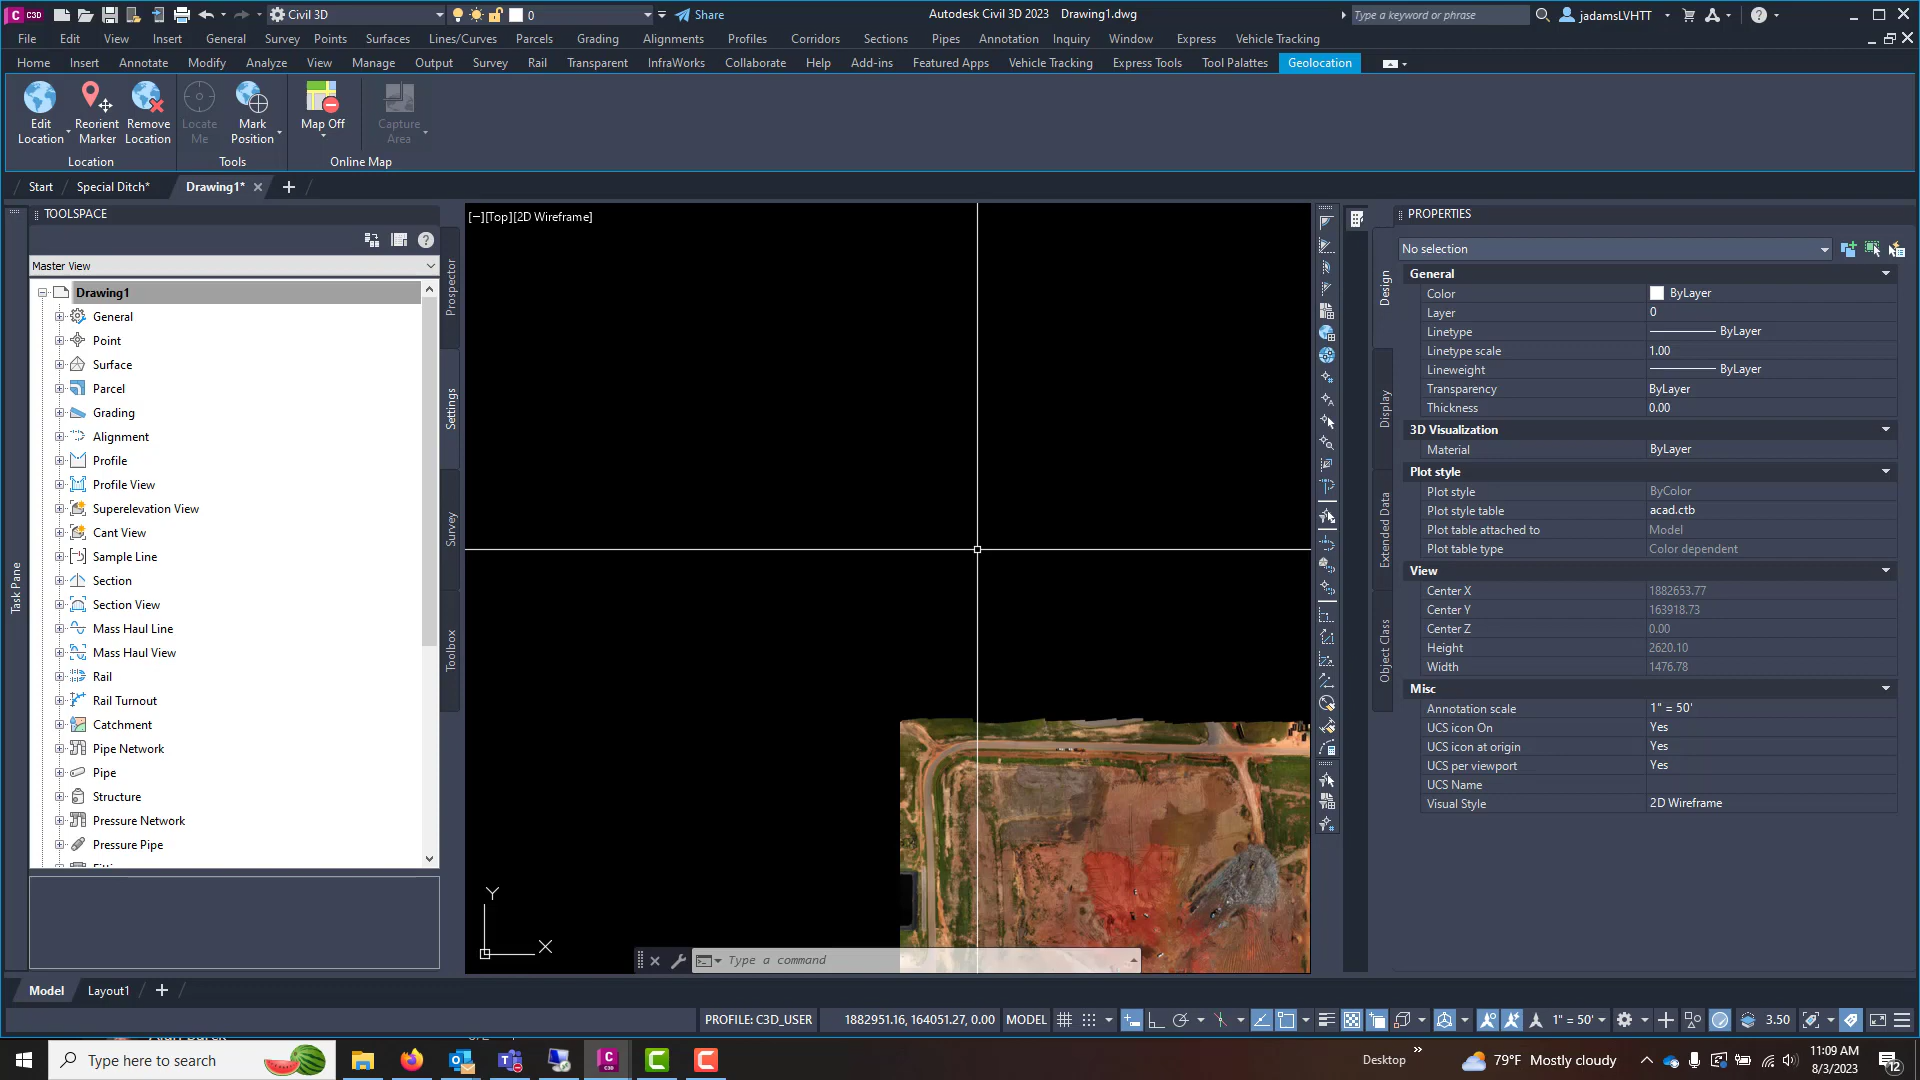 C3D Civil 3D 0 Share Autodesk Civil 3D 2023 Drawing1.dwg Type a keyword or phrase jadamsLVHTT
File Edit View Insert General Survey Points Surfaces Lines/Curves Parcels Grading Alignments Profiles Corridors Sections Pipes Annotation Inquiry Window Express Vehicle Tracking
Home Insert Annotate Modify Analyze View Manage Output Survey Rail Transparent InfraWorks Collaborate Help Add-ins Featured Apps Vehicle Tracking Express Tools Tool Palettes Geolocation
Edit Location
Reorient Marker
Remove Location
Locate Me
Mark Position
Map Off
Capture Area
Location Tools Online Map
Start Special Ditch* Drawing1*
TOOLSPACE
Master View
Drawing1
General
Point
Surface
Parcel
Grading
Alignment
Profile
Profile View
Superelevation View
Cant View
Sample Line
Section
Section View
Mass Haul Line
Mass Haul View
Rail
Rail Turnout
Catchment
Pipe Network
Pipe
Structure
Pressure Network
Pressure Pipe
Task Pane
Prospector
Settings
Survey
Toolbox
[−][Top][2D Wireframe]
Y
X
Type a command
Design
Display
Extended Data
Object Class
PROPERTIES
No selection
General
Color ByLayer
Layer 0
Linetype ByLayer
Linetype scale 1.00
Lineweight ByLayer
Transparency ByLayer
Thickness 0.00
3D Visualization
Material ByLayer
Plot style
Plot style ByColor
Plot style table acad.ctb
Plot table attached to Model
Plot table type Color dependent
View
Center X 1882653.77
Center Y 163918.73
Center Z 0.00
Height 2620.10
Width 1476.78
Misc
Annotation scale 1" = 50'
UCS icon On Yes
UCS icon at origin Yes
UCS per viewport Yes
UCS Name
Visual Style 2D Wireframe
Model Layout1
PROFILE: C3D_USER 1882951.16, 164051.27, 0.00 MODEL 1" = 50' 3.50
Type here to search Desktop 79°F Mostly cloudy 11:09 AM
8/3/2023 12